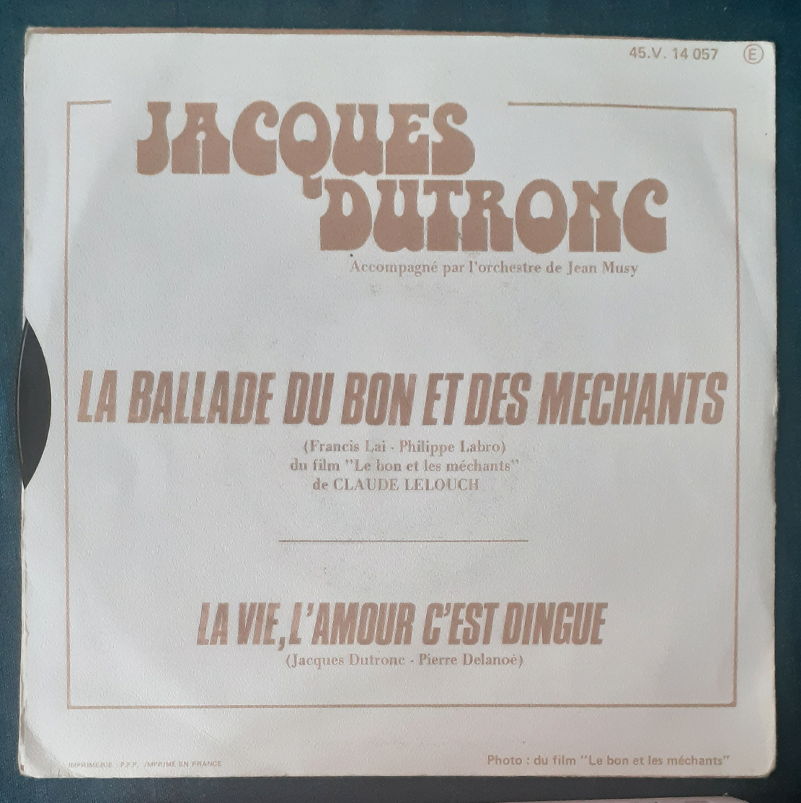 45.V. 14 057 Ⓔ
JACQUES
DUTRONC
Accompagné par l'orchestre de Jean Musy
LA BALLADE DU BON ET DES MECHANTS
(Francis Lai - Philippe Labro)
du film "Le bon et les méchants"
de CLAUDE LELOUCH
LA VIE, L'AMOUR C'EST DINGUE
(Jacques Dutronc - Pierre Delanoë)
IMPRIMERIE : P.F.P. IMPRIMÉ EN FRANCE
Photo : du film "Le bon et les méchants"